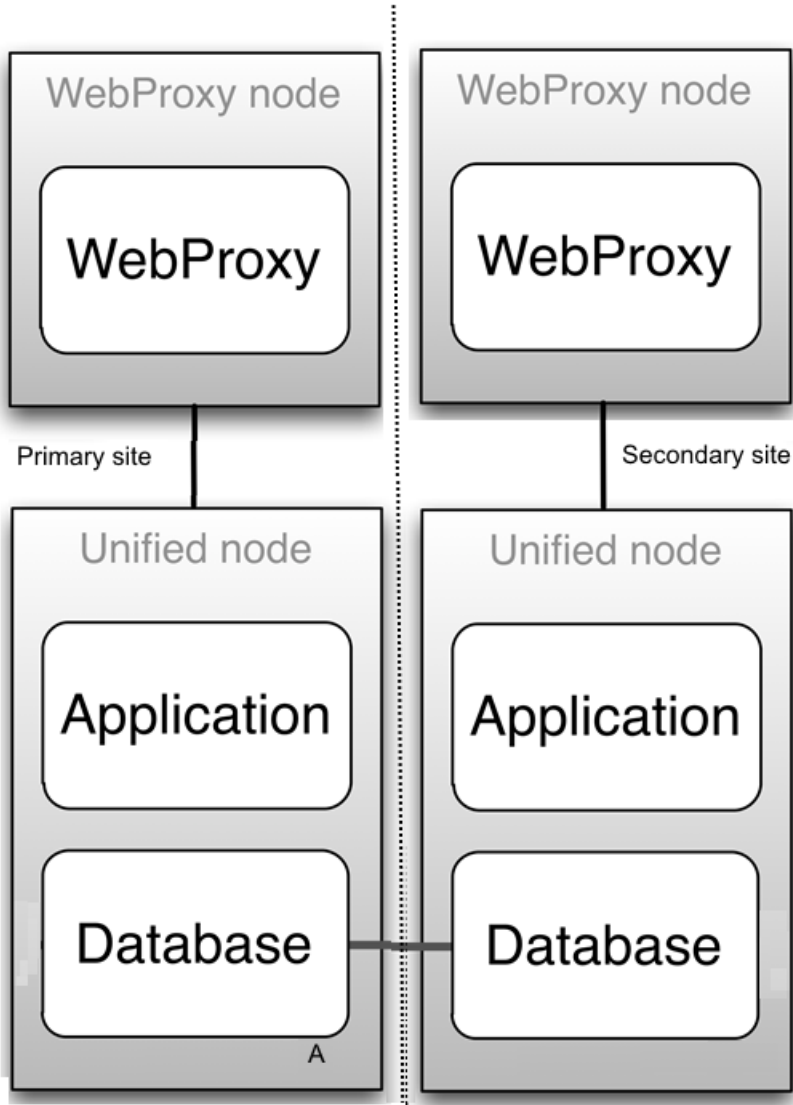 WebProxy node
WebProxy
Primary site
Unified node
Application
Database
A
WebProxy node
WebProxy
Secondary site
Unified node
Application
Database